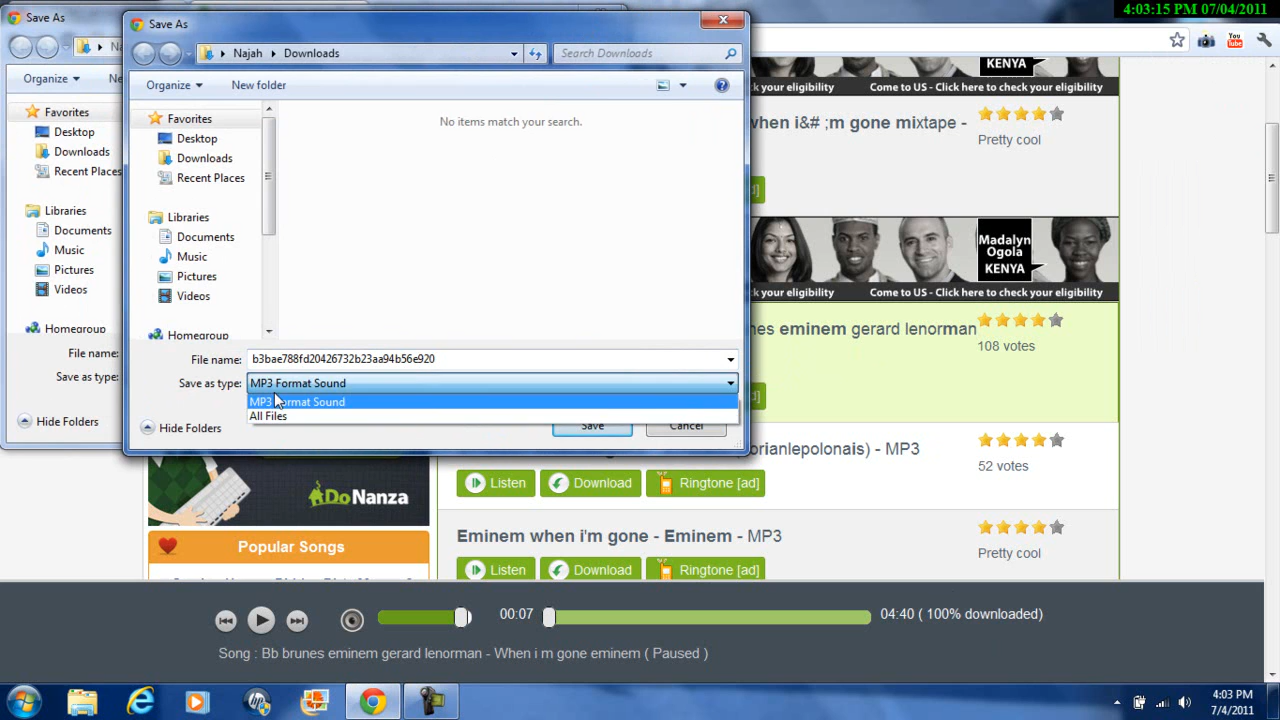 4:03:15 PM 07/04/2011
Save As
Save As
Najah Downloads
Search Downloads
Organize
Organize
New folder
Favorites
Desktop
Downloads
Recent Places
Libraries
Documents
Music
Pictures
Videos
Homegroup
File name:
Save as type:
Hide Folders
Favorites
Desktop
Downloads
Recent Places
Libraries
Documents
Music
Pictures
Videos
Homegroup
No items match your search.
File name: b3bae788fd20426732b23aa94b56e920
Save as type: MP3 Format Sound
MP3 Format Sound
All Files
Hide Folders
Save
Cancel
KENYA
k your eligibility Come to US - Click here to check your eligibility
when i&# ;m gone mixtape -
Pretty cool
Madalyn
Ogola
KENYA
k your eligibility Come to US - Click here to check your eligibility
nes eminem gerard lenorman
108 votes
orianlepolonais) - MP3
52 votes
Listen Download Ringtone [ad]
Eminem when i'm gone - Eminem - MP3
Pretty cool
Listen Download Ringtone [ad]
DoNanza
Popular Songs
00:07
04:40 ( 100% downloaded)
Song : Bb brunes eminem gerard lenorman - When i m gone eminem ( Paused )
You Tube
4:03 PM
7/4/2011